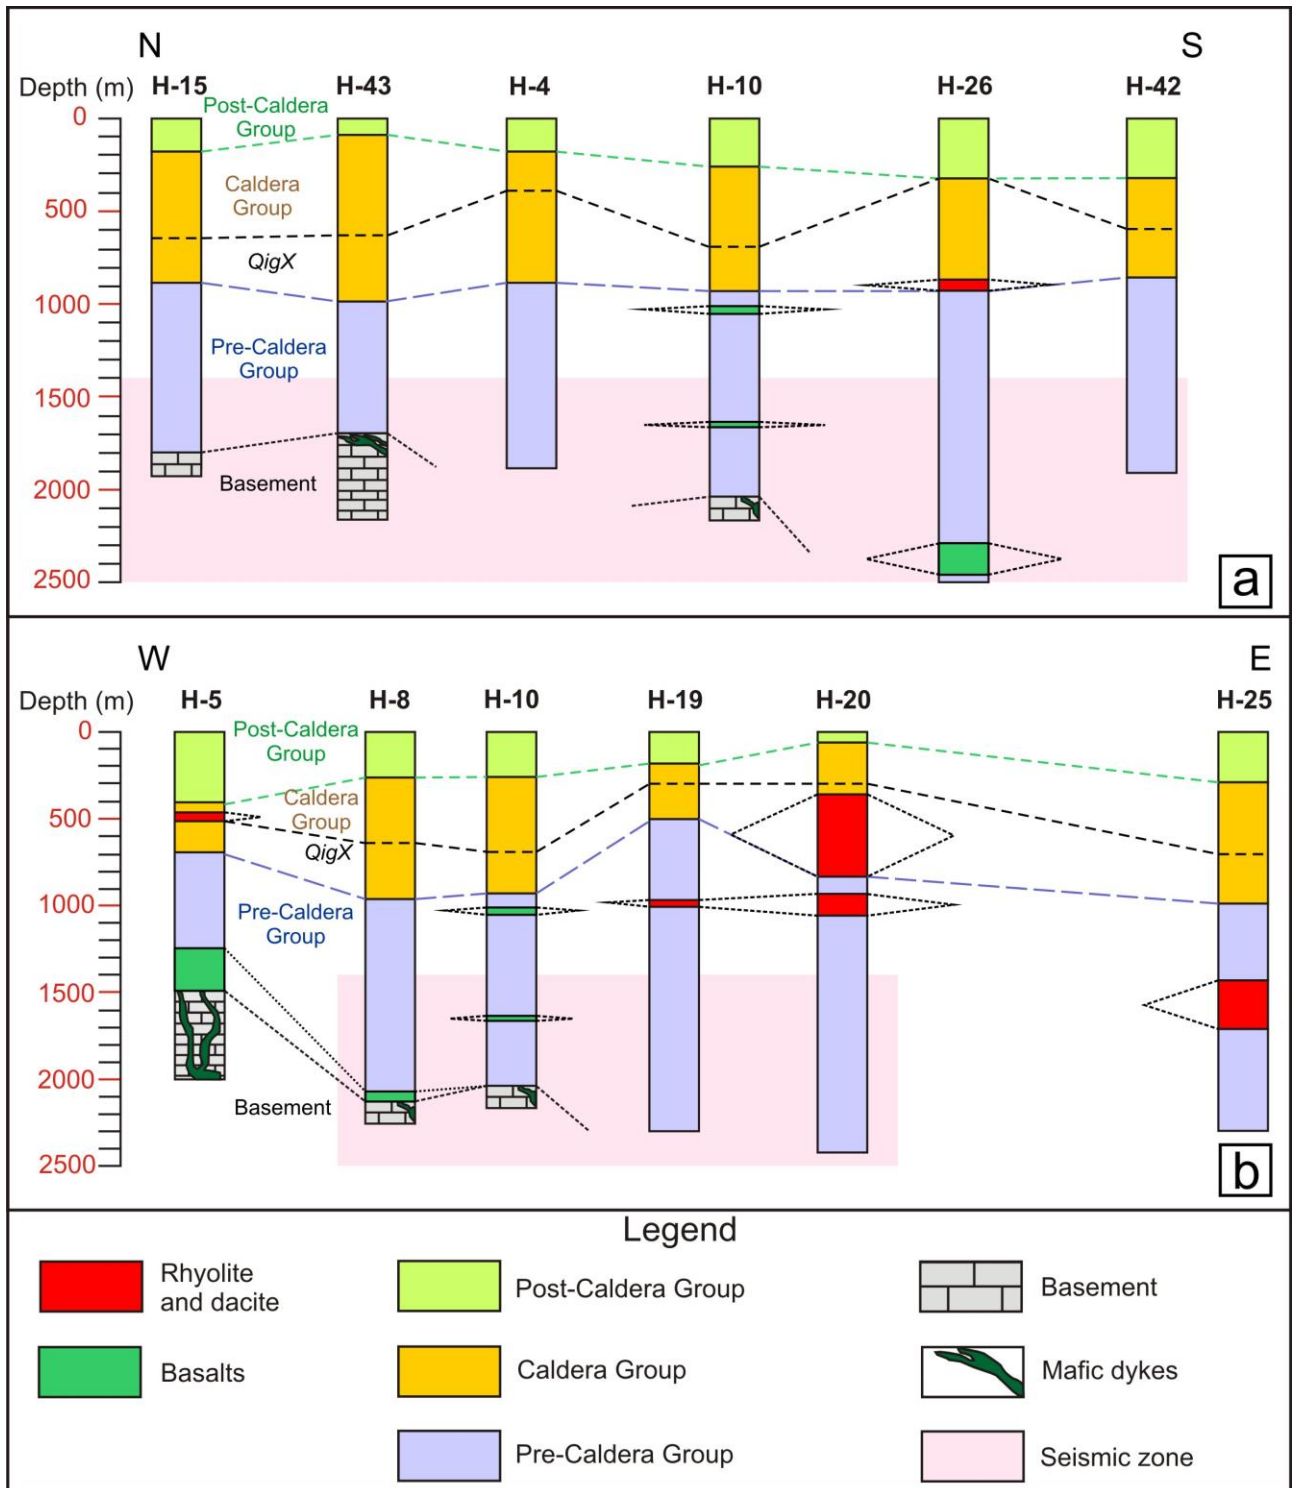 N
S
Depth (m)
H-15
H-43
H-4
H-10
H-26
H-42
0
500
1000
1500
2000
2500
Post-Caldera
Group
Caldera
Group
QigX
Pre-Caldera
Group
Basement
a
W
E
Depth (m)
H-5
H-8
H-10
H-19
H-20
H-25
0
500
1000
1500
2000
2500
Post-Caldera
Group
Caldera
Group
QigX
Pre-Caldera
Group
Basement
b
Legend
Rhyolite
and dacite
Post-Caldera Group
Basement
Basalts
Caldera Group
Mafic dykes
Pre-Caldera Group
Seismic zone